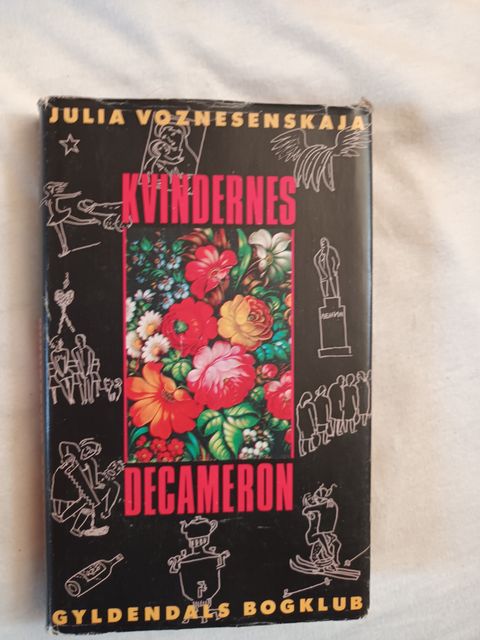 JULIA VOZNESENSKAJA
KVINDERNES
DECAMERON
GYLDENDALS BOGKLUB